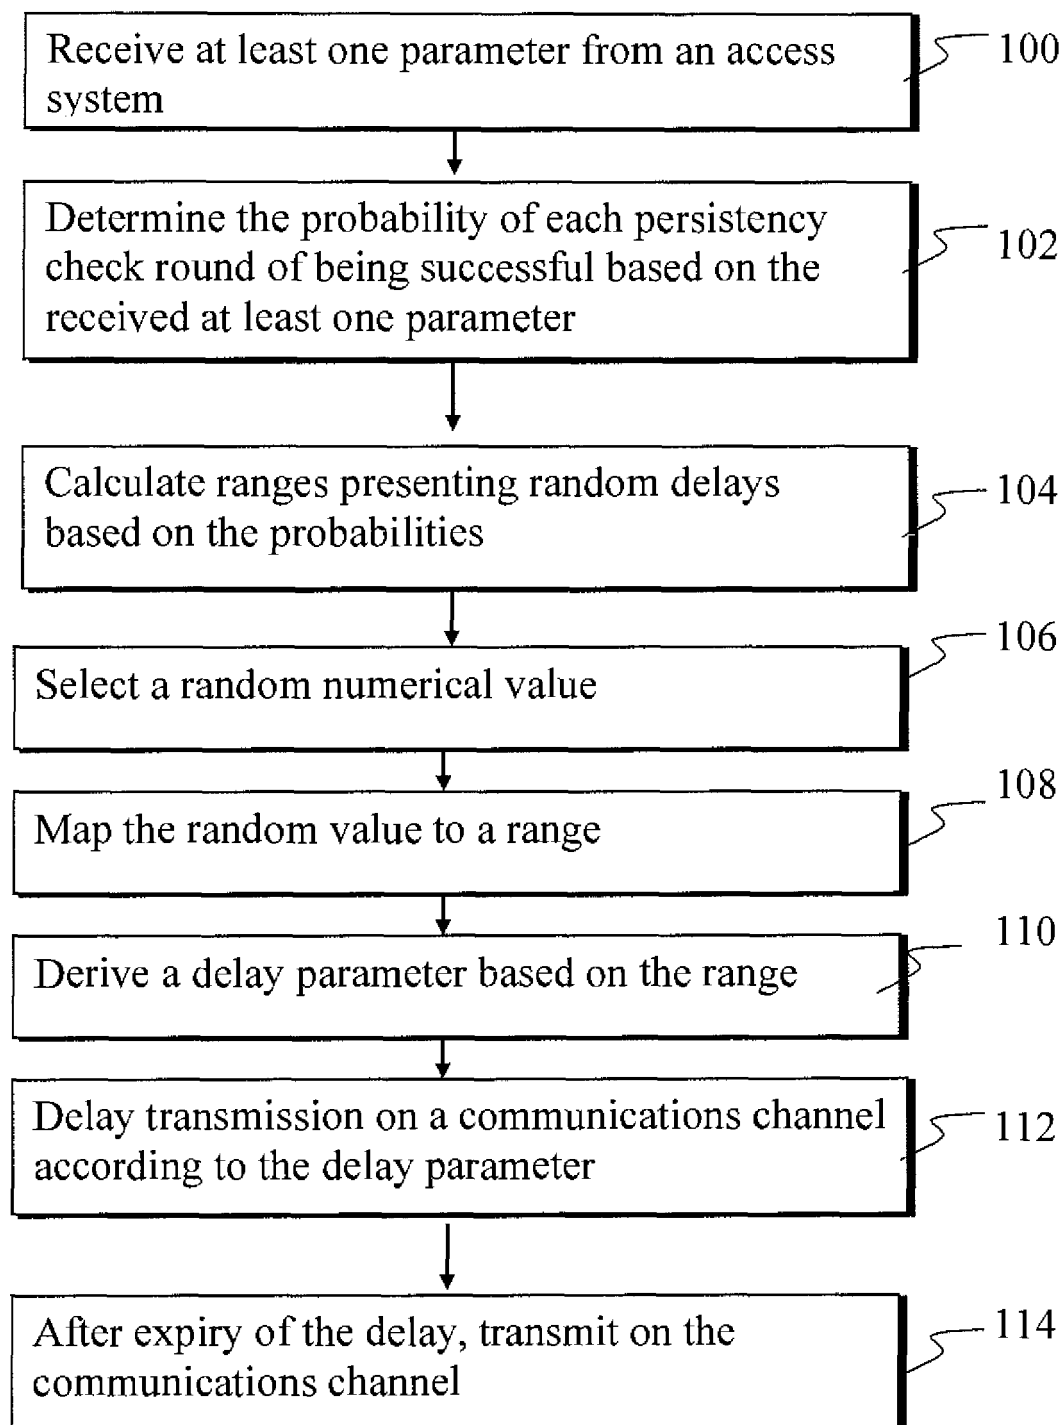 Receive at least one parameter from an access
system
100
Determine the probability of each persistency
check round of being successful based on the
received at least one parameter
102
Calculate ranges presenting random delays
based on the probabilities
104
Select a random numerical value
106
Map the random value to a range
108
Derive a delay parameter based on the range
110
Delay transmission on a communications channel
according to the delay parameter
112
After expiry of the delay, transmit on the
communications channel
114